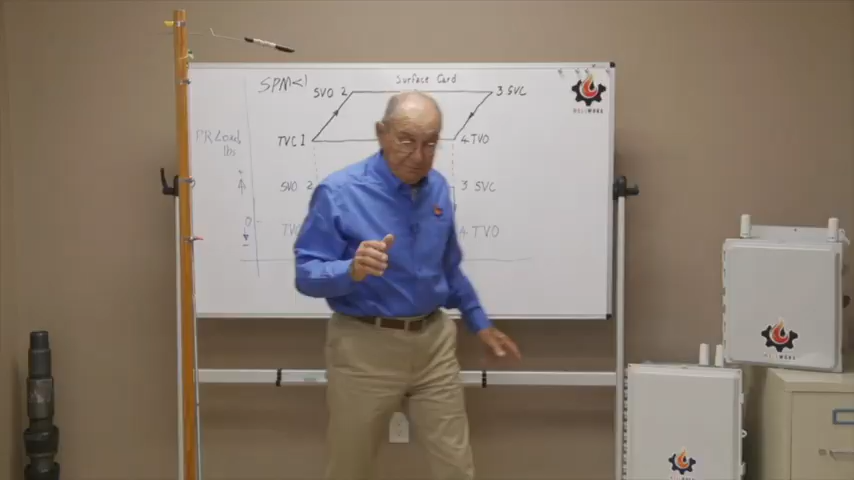 SPM<1
Surface Card
SVO 2
3 SVC
TVC 1
4 TVO
PR Load
lbs
+
SVO 2
3 SVC
0
TVC
4 TVO
-